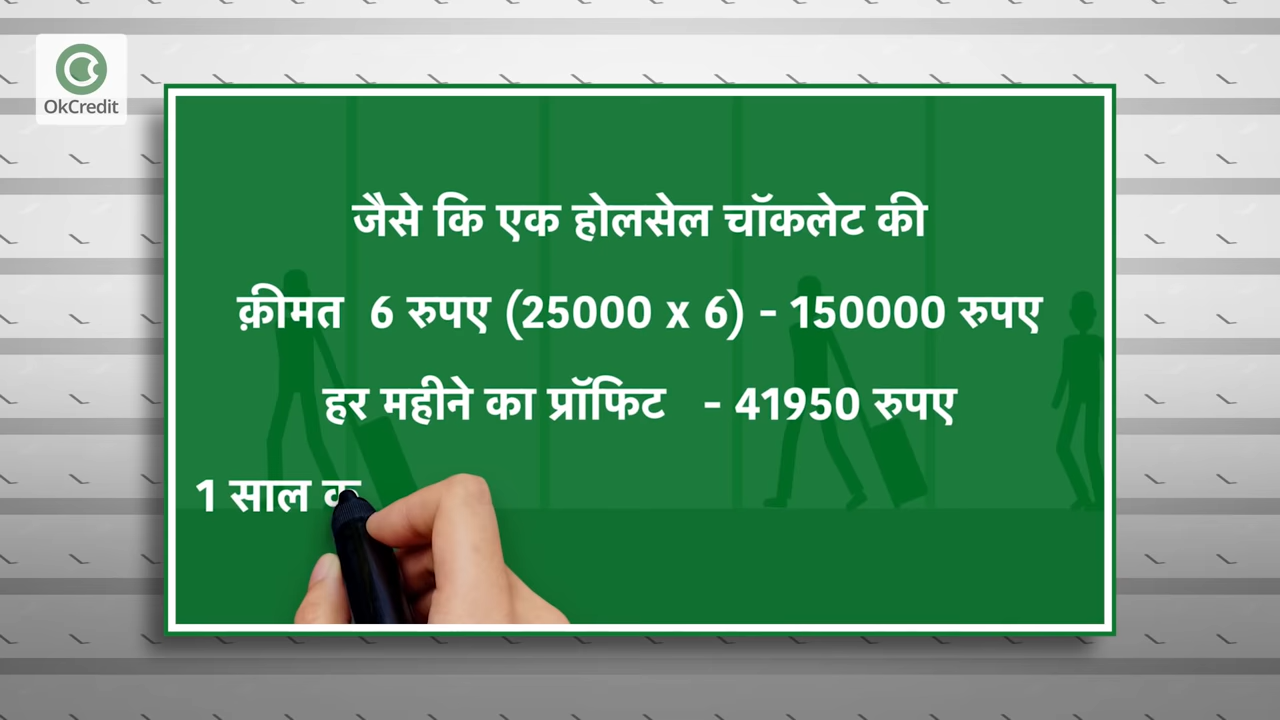 OkCredit
जैसे कि एक होलसेल चॉकलेट की
क़ीमत 6 रुपए (25000 x 6) - 150000 रुपए
हर महीने का प्रॉफिट - 41950 रुपए
1 साल